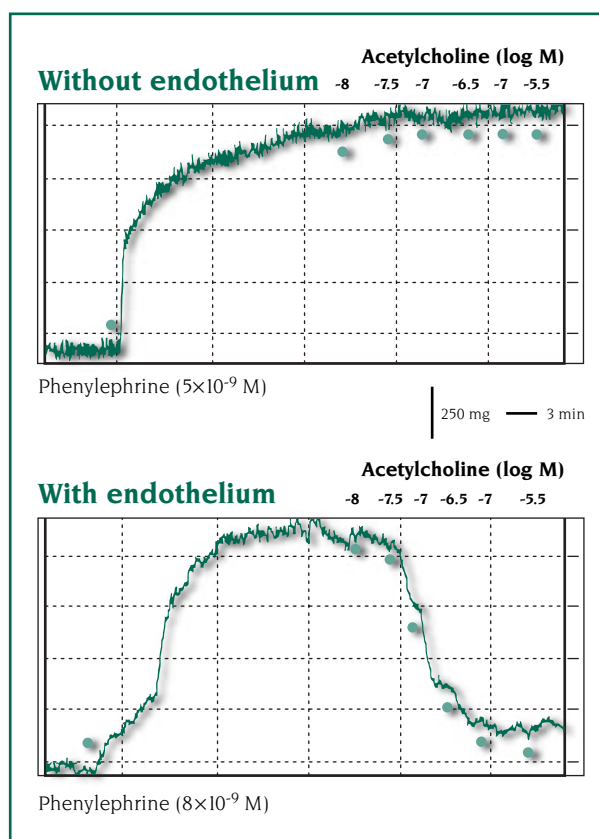 Acetylcholine (log M)
Without endothelium -8 -7.5 -7 -6.5 -7 -5.5
Phenylephrine (5×10⁻⁹ M)
250 mg 3 min
Acetylcholine (log M)
With endothelium -8 -7.5 -7 -6.5 -7 -5.5
Phenylephrine (8×10⁻⁹ M)